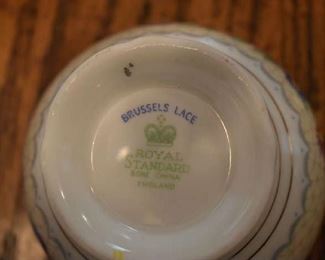 BRUSSELS LACE
ROYAL
STANDARD
BONE CHINA
ENGLAND